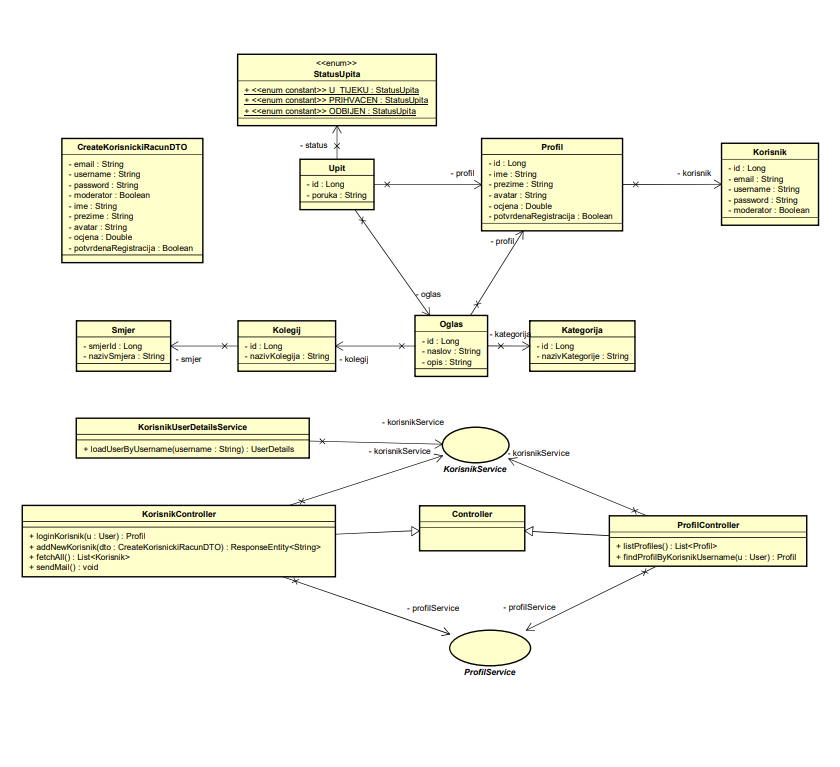 <<enum>>
StatusUpita
+ <<enum constant>> U_TIJEKU : StatusUpita
+ <<enum constant>> PRIHVACEN : StatusUpita
+ <<enum constant>> ODBIJEN : StatusUpita
- status
CreateKorisnickiRacunDTO
- email : String
- username : String
- password : String
- moderator : Boolean
- ime : String
- prezime : String
- avatar : String
- ocjena : Double
- potvrdenaRegistracija : Boolean
Upit
- id : Long
- poruka : String
- profil
Profil
- id : Long
- ime : String
- prezime : String
- avatar : String
- ocjena : Double
- potvrdenaRegistracija : Boolean
- korisnik
Korisnik
- id : Long
- email : String
- username : String
- password : String
- moderator : Boolean
- profil
- oglas
Smjer
- smjerId : Long
- nazivSmjera : String
- smjer
Kolegij
- id : Long
- nazivKolegija : String
- kolegij
Oglas
- id : Long
- naslov : String
- opis : String
- kategorija
Kategorija
- id : Long
- nazivKategorije : String
KorisnikUserDetailsService
+ loadUserByUsername(username : String) : UserDetails
- korisnikService
- korisnikService
- korisnikService
KorisnikService
KorisnikController
+ loginKorisnik(u : User) : Profil
+ addNewKorisnik(dto : CreateKorisnickiRacunDTO) : ResponseEntity<String>
+ fetchAll() : List<Korisnik>
+ sendMail() : void
Controller
ProfilController
+ listProfiles() : List<Profil>
+ findProfilByKorisnikUsername(u : User) : Profil
- profilService
- profilService
ProfilService